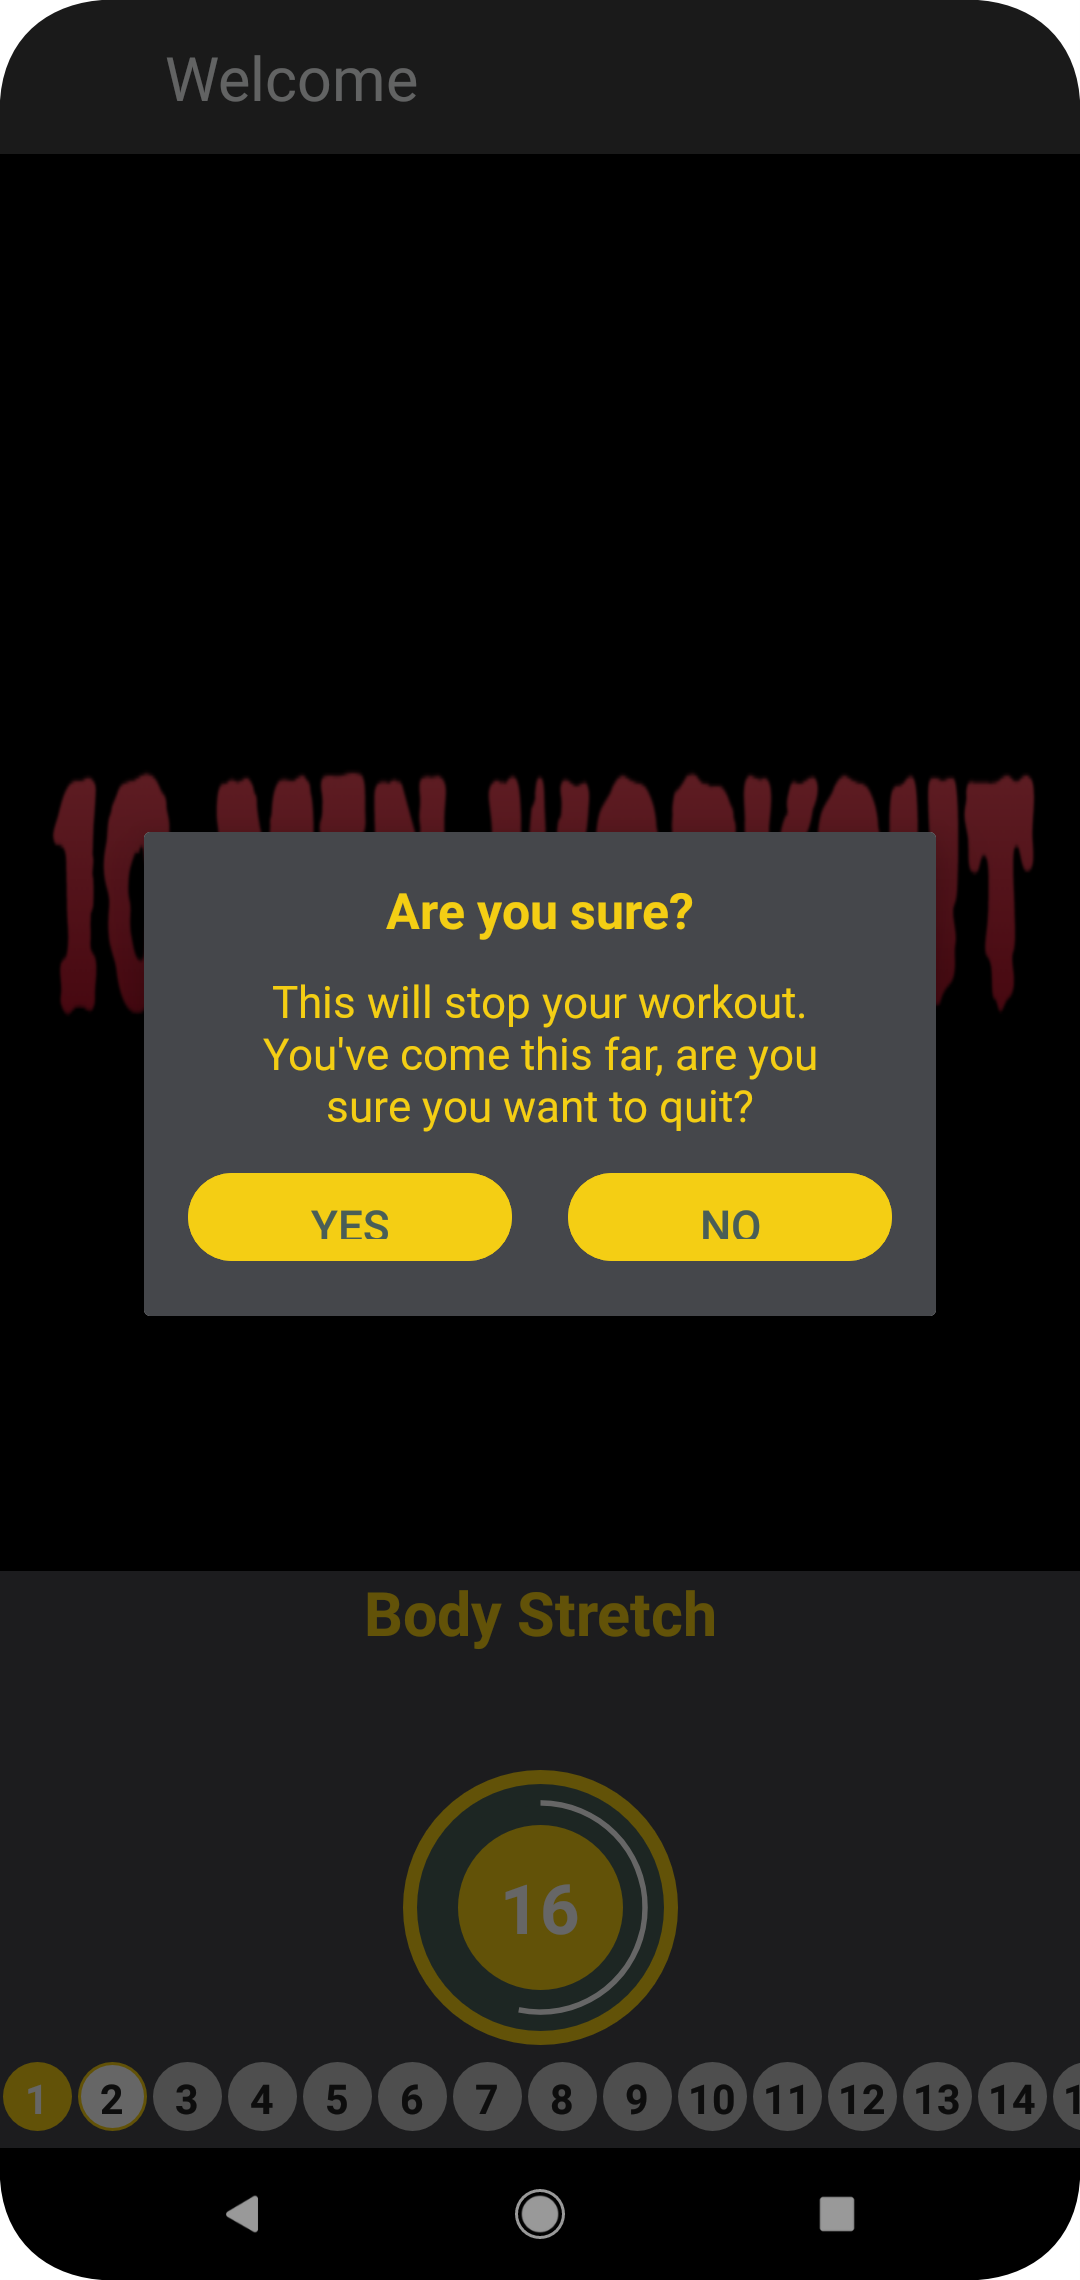 Welcome
Are you sure?
This will stop your workout.
You've come this far, are you
sure you want to quit?
YES
NO
Body Stretch
16
1 2 3 4 5 6 7 8 9 10 11 12 13 14